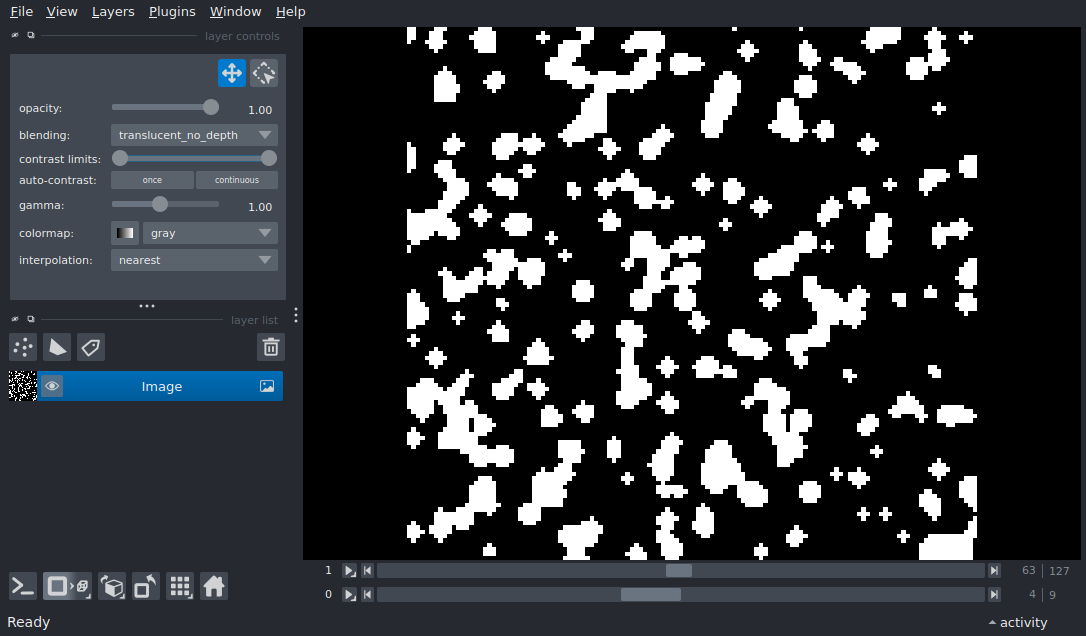 File View Layers Plugins Window Help
layer controls
opacity: 1.00
blending: translucent_no_depth
contrast limits:
auto-contrast: once continuous
gamma: 1.00
colormap: gray
interpolation: nearest
layer list
Image
1 63 127
0 4 9
Ready activity